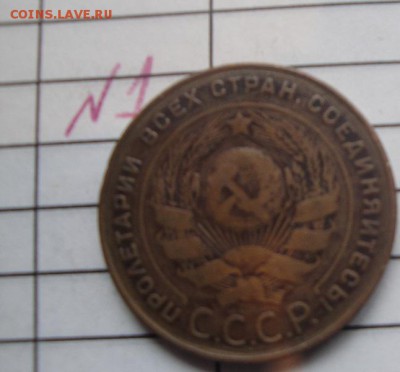 COINS.LAVE.RU
№1
ПРОЛЕТАРИИ ВСЕХ СТРАН, СОЕДИНЯЙТЕСЬ!
С.С.С.Р.